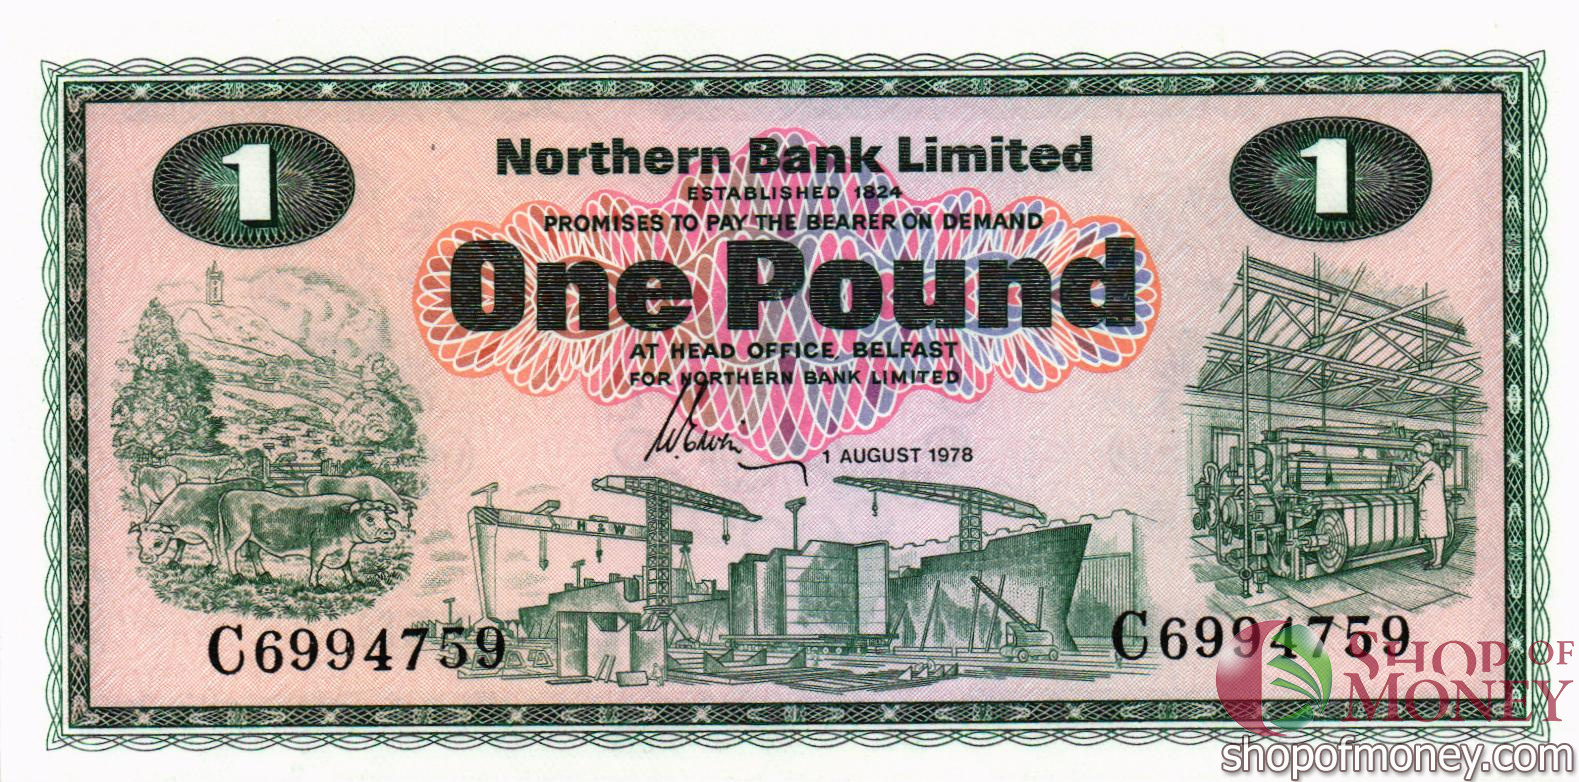 1
1
Northern Bank Limited
ESTABLISHED 1824
PROMISES TO PAY THE BEARER ON DEMAND
One Pound
AT HEAD OFFICE, BELFAST
FOR NORTHERN BANK LIMITED
1 AUGUST 1978
H & W
C6994759
C6994759
SHOP OF
MONEY
shopofmoney.com